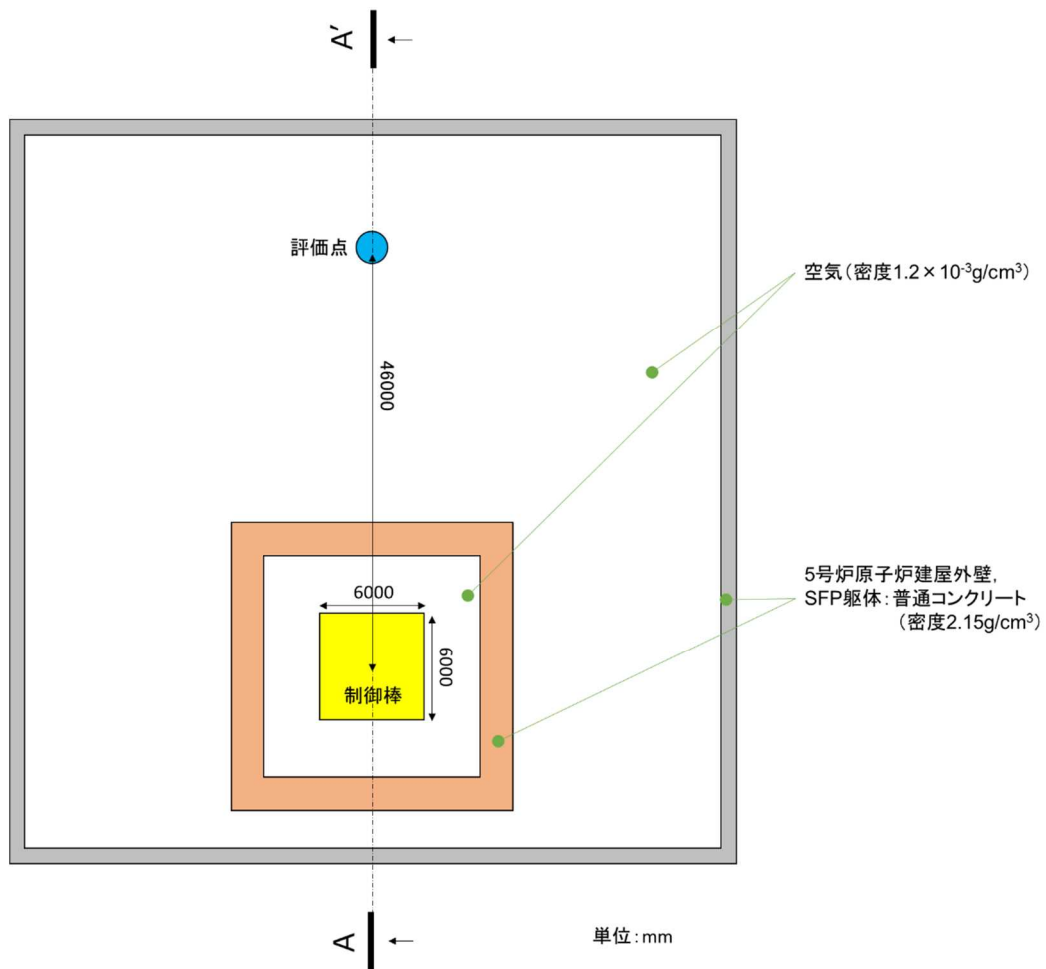 A'
評価点
空気(密度1.2×10⁻³g/cm³)
46000
5号炉原子炉建屋外壁,
SFP躯体:普通コンクリート
(密度2.15g/cm³)
6000
6000
制御棒
A
単位:mm